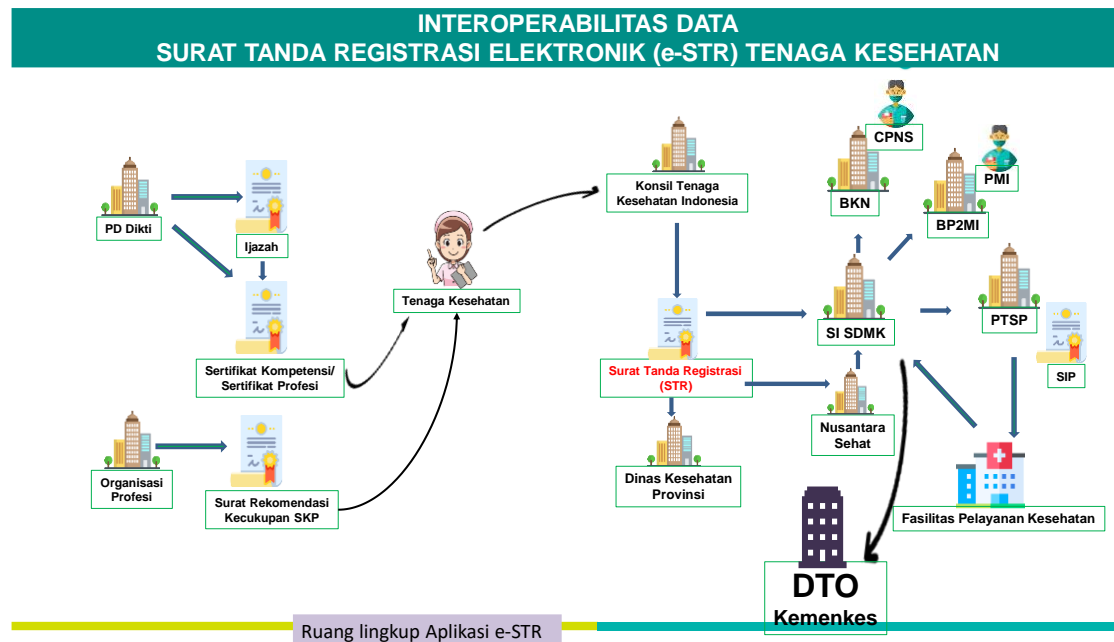 INTEROPERABILITAS DATA
SURAT TANDA REGISTRASI ELEKTRONIK (e-STR) TENAGA KESEHATAN
PD Dikti
Ijazah
Sertifikat Kompetensi/
Sertifikat Profesi
Organisasi
Profesi
Surat Rekomendasi
Kecukupan SKP
Tenaga Kesehatan
Konsil Tenaga
Kesehatan Indonesia
Surat Tanda Registrasi
(STR)
Dinas Kesehatan
Provinsi
CPNS
BKN
PMI
BP2MI
SI SDMK
PTSP
SIP
Nusantara
Sehat
Fasilitas Pelayanan Kesehatan
DTO
Kemenkes
Ruang lingkup Aplikasi e-STR